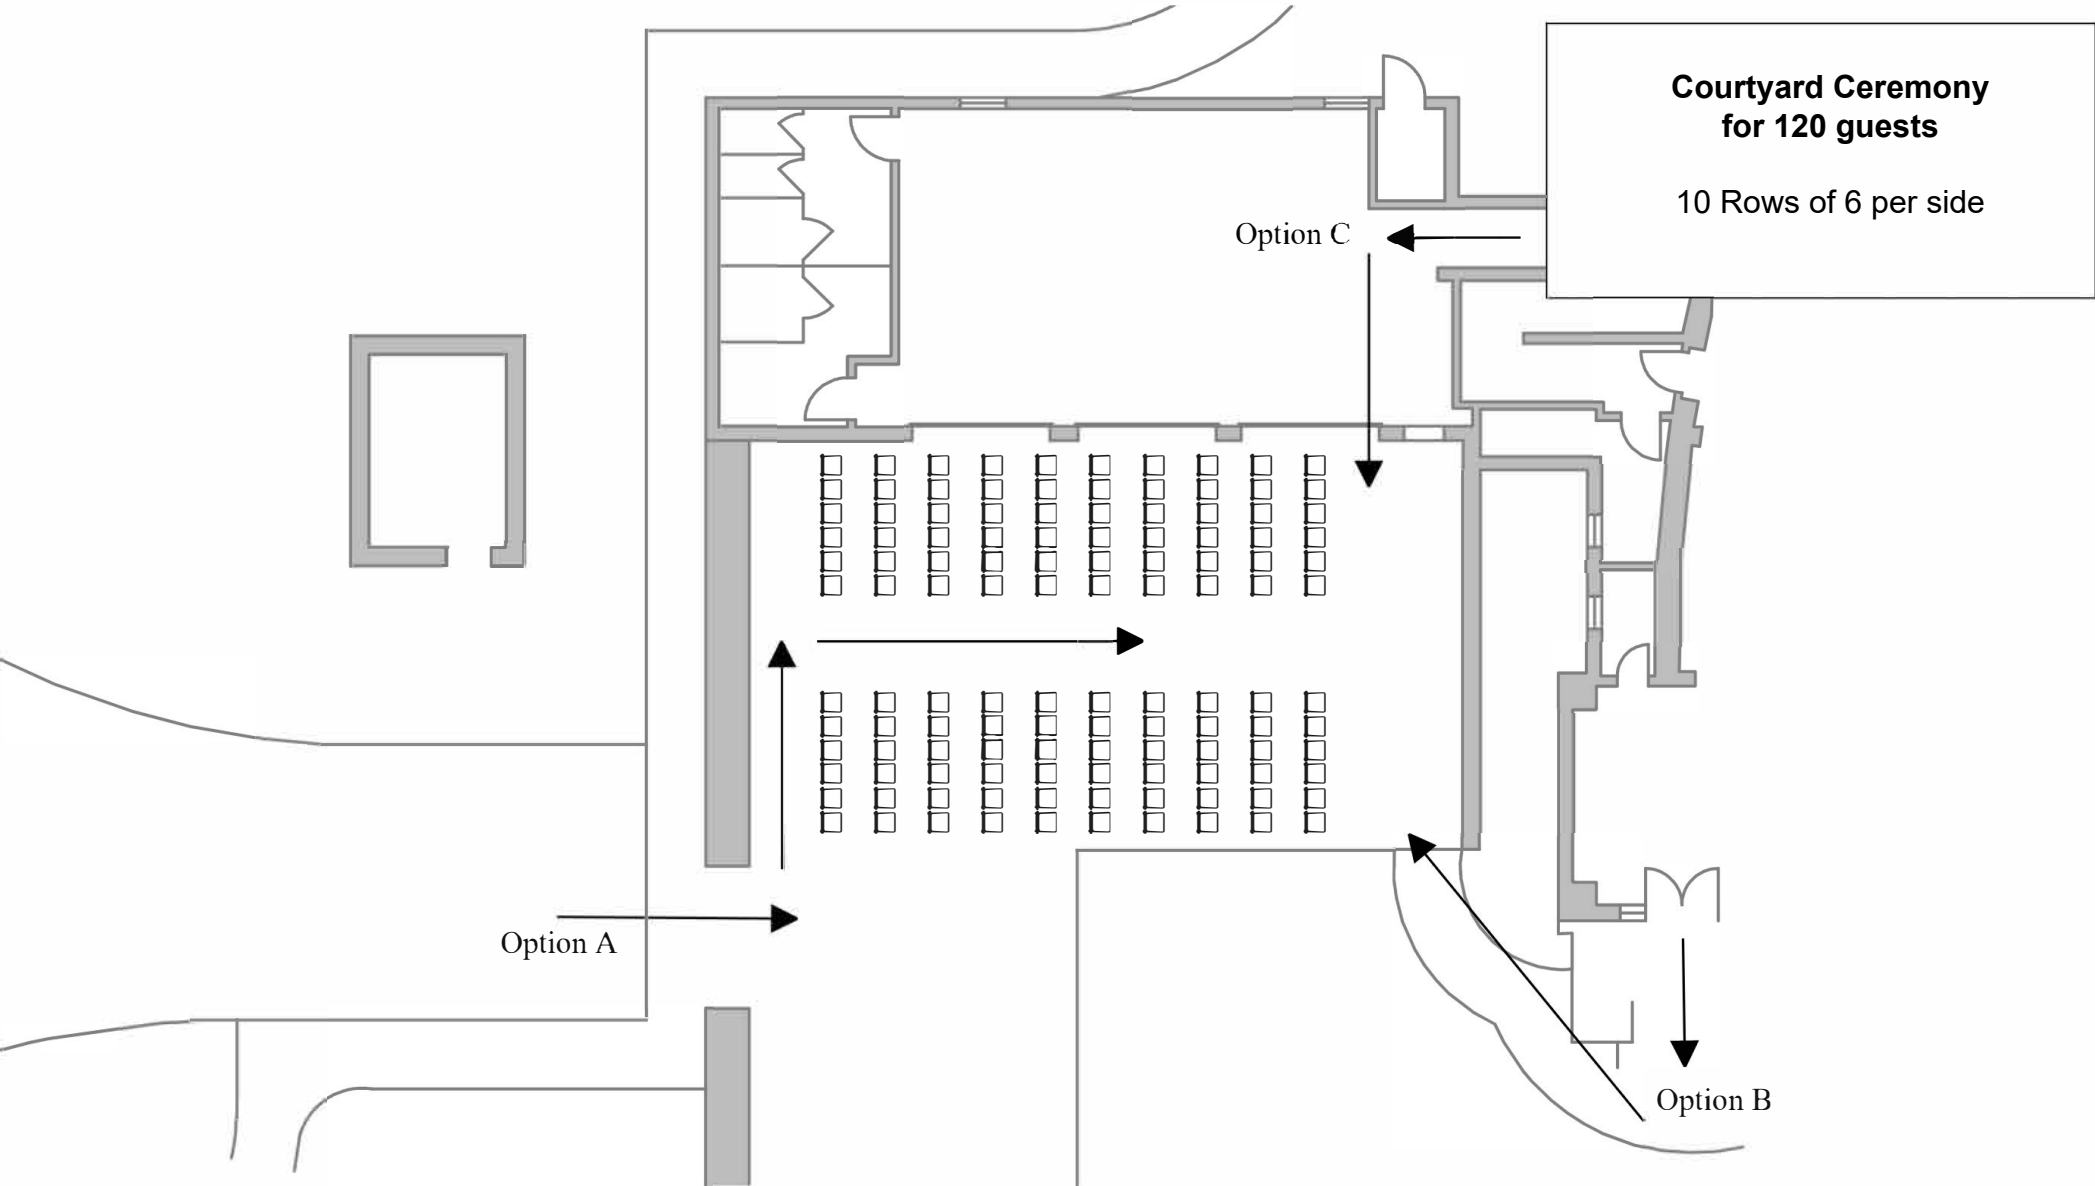 Courtyard Ceremony
for 120 guests
10 Rows of 6 per side
Option C
Option A
Option B